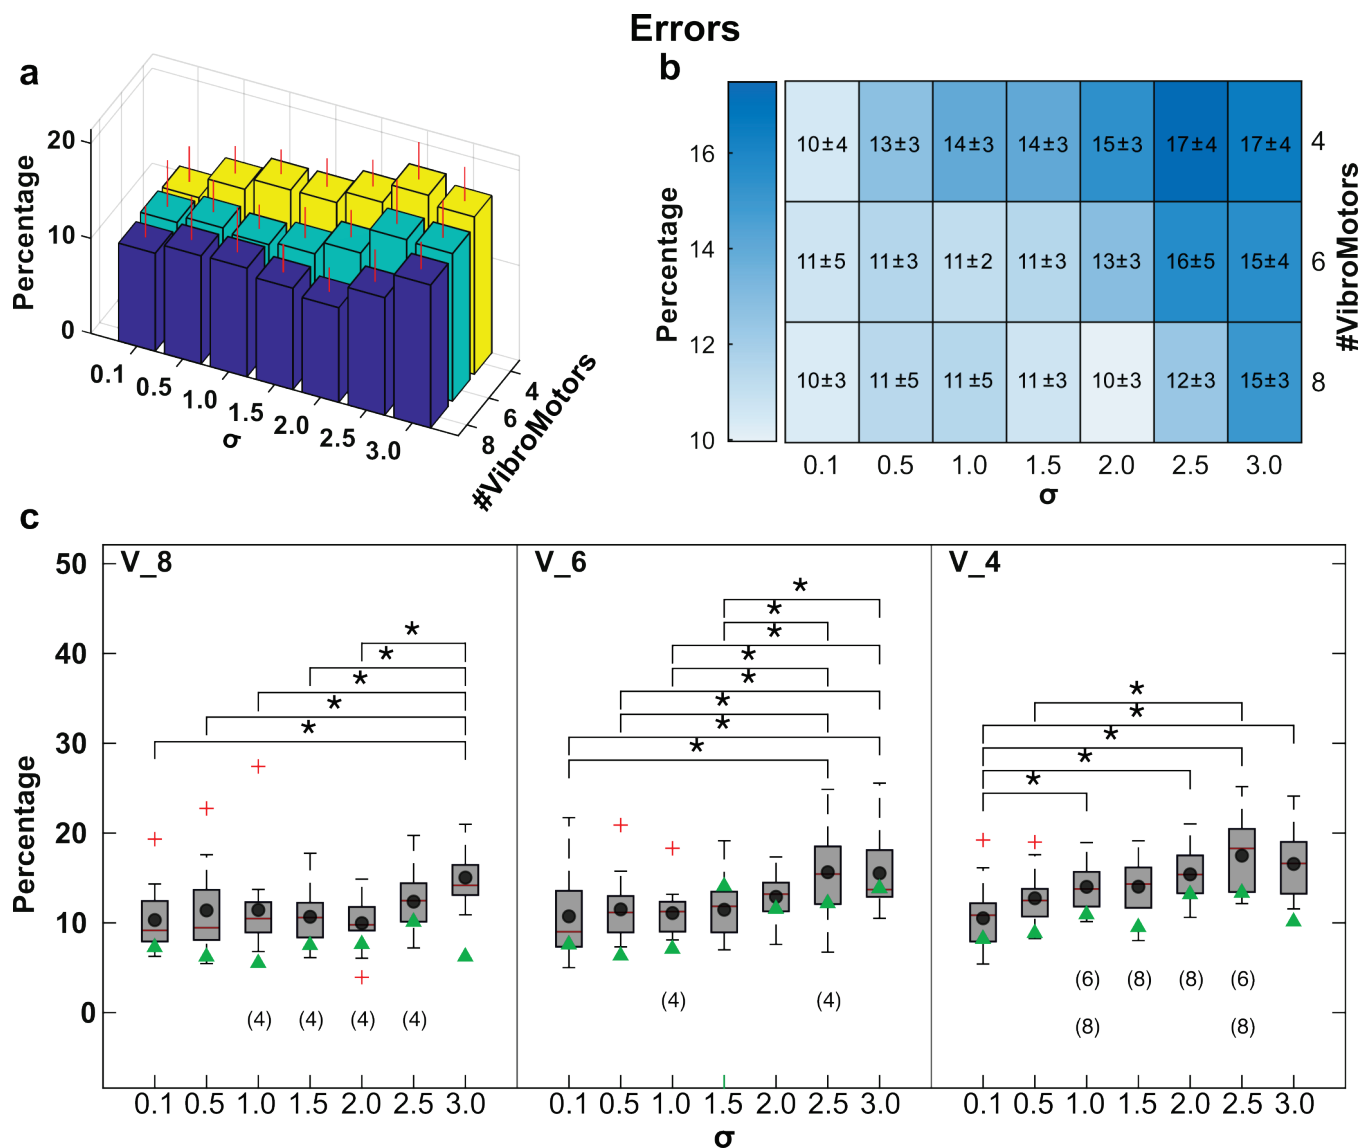 Errors
a
Percentage
20
10
0
0.1
0.5
1.0
1.5
2.0
2.5
3.0
σ
4
6
8
#VibroMotors
b
Percentage
16
14
12
10
10±4 13±3 14±3 14±3 15±3 17±4 17±4 4
11±5 11±3 11±2 11±3 13±3 16±5 15±4 6
10±3 11±5 11±5 11±3 10±3 12±3 15±3 8
0.1 0.5 1.0 1.5 2.0 2.5 3.0
σ
#VibroMotors
c
Percentage
50
40
30
20
10
0
V_8
*
*
*
*
*
(4) (4) (4) (4)
0.1 0.5 1.0 1.5 2.0 2.5 3.0
V_6
*
*
*
*
*
*
*
*
(4) (4)
0.1 0.5 1.0 1.5 2.0 2.5 3.0
V_4
*
*
*
*
*
(6) (8) (8) (6)
(8) (8)
0.1 0.5 1.0 1.5 2.0 2.5 3.0
σ